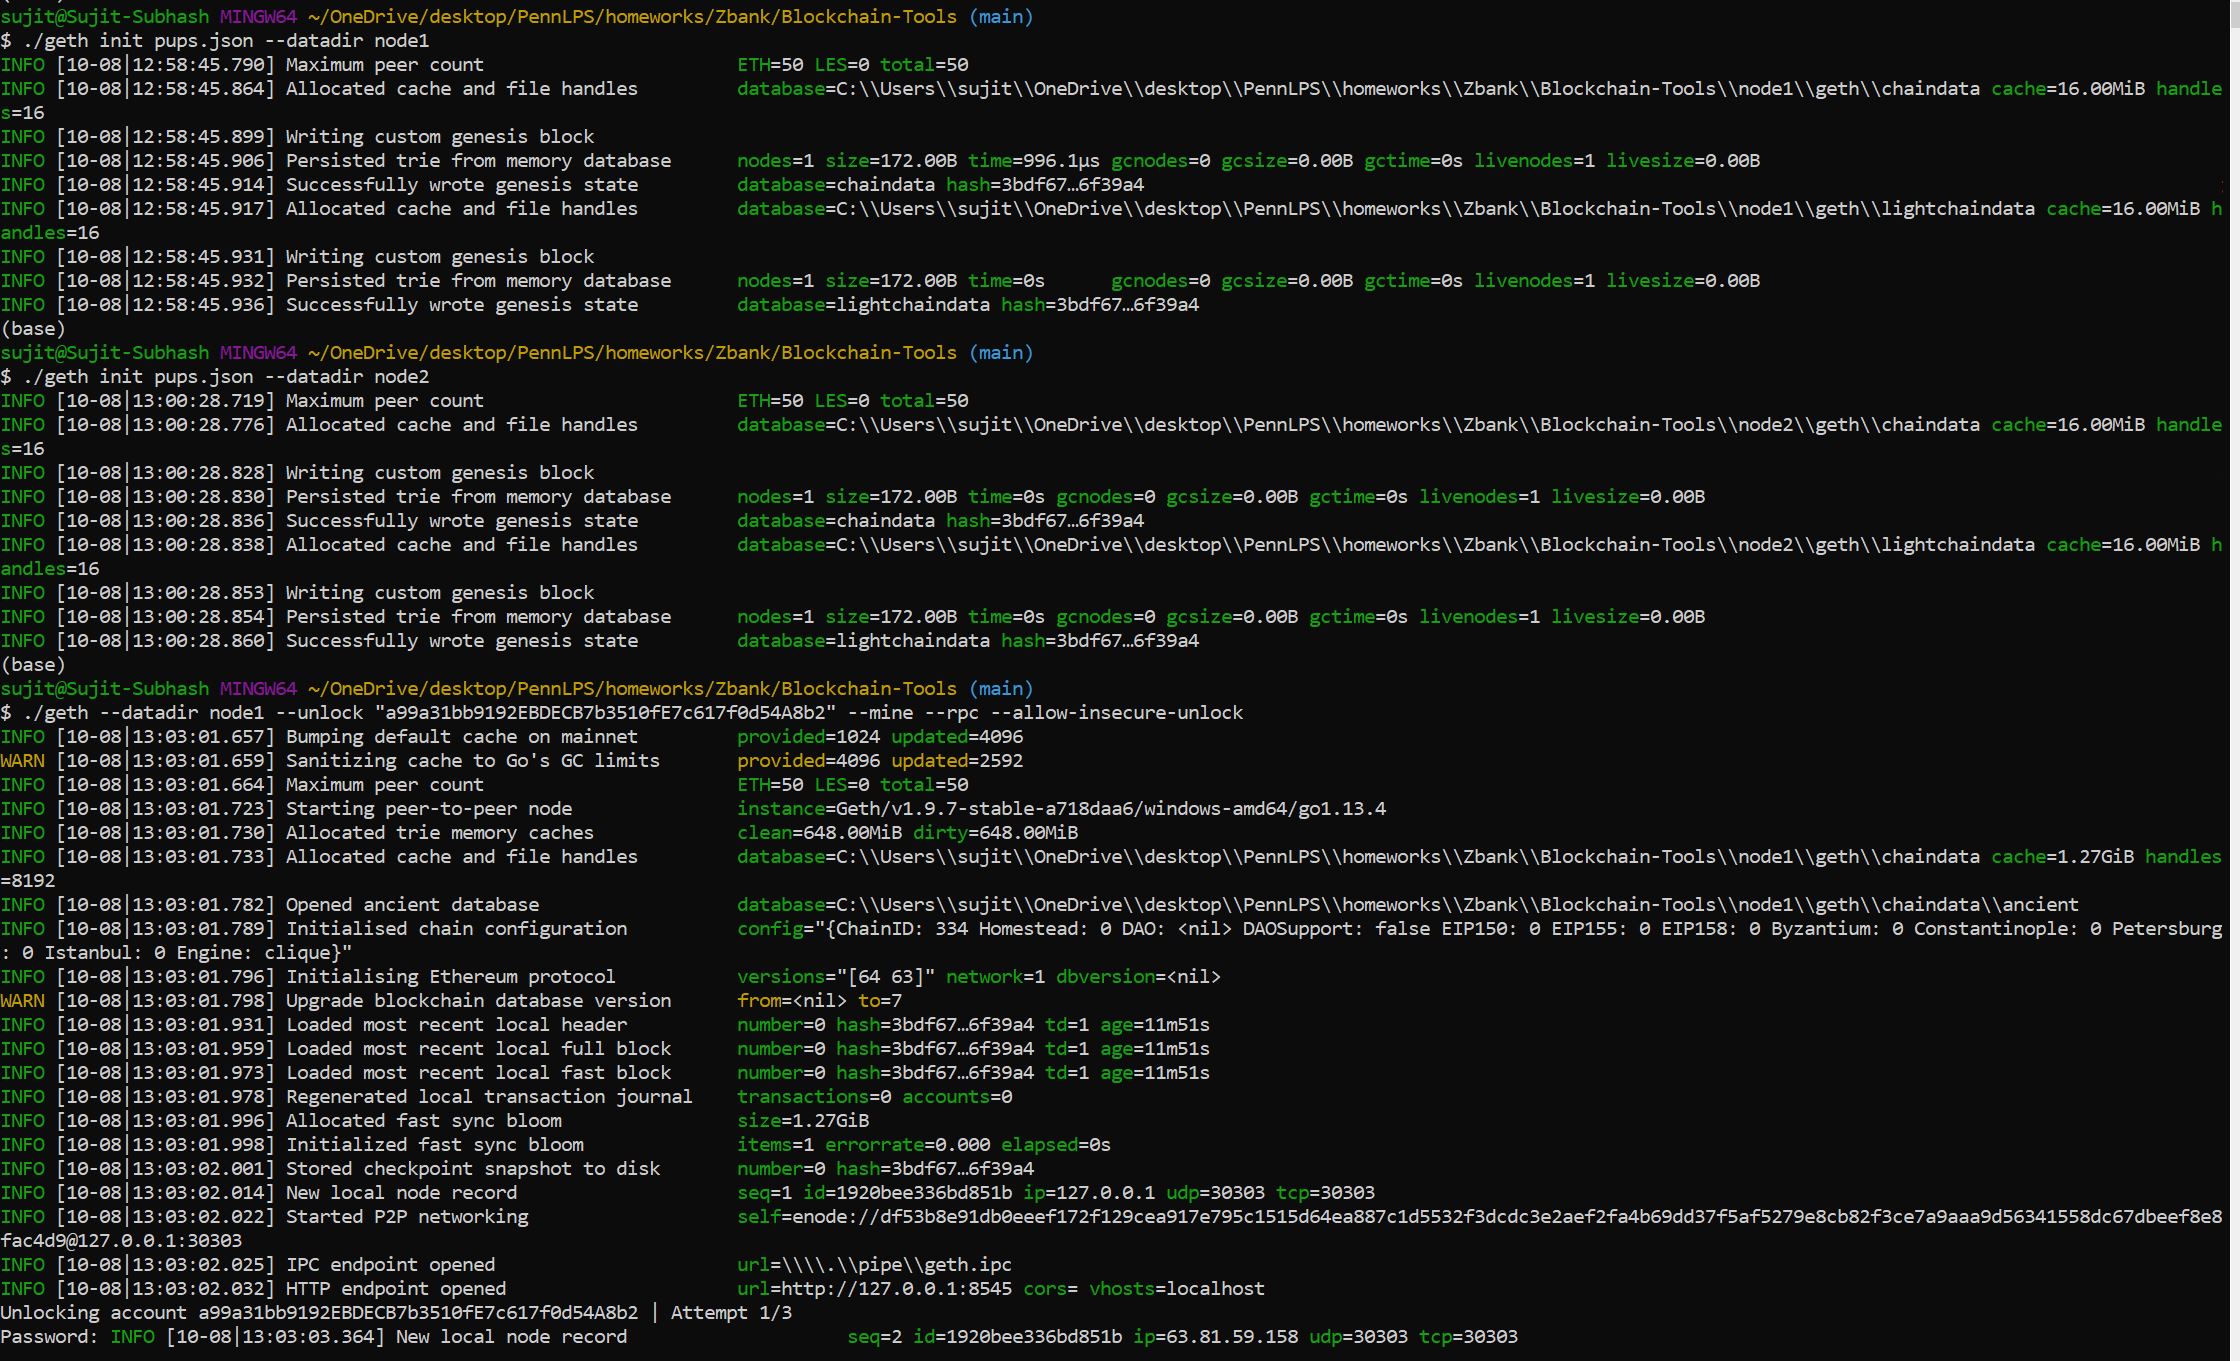 sujit@Sujit-Subhash MINGW64 ~/OneDrive/desktop/PennLPS/homeworks/Zbank/Blockchain-Tools (main)
$ ./geth init pups.json --datadir node1
INFO [10-08|12:58:45.790] Maximum peer count                       ETH=50 LES=0 total=50
INFO [10-08|12:58:45.864] Allocated cache and file handles         database=C:\\Users\\sujit\\OneDrive\\desktop\\PennLPS\\homeworks\\Zbank\\Blockchain-Tools\\node1\\geth\\chaindata cache=16.00MiB handle
s=16
INFO [10-08|12:58:45.899] Writing custom genesis block
INFO [10-08|12:58:45.906] Persisted trie from memory database      nodes=1 size=172.00B time=996.1µs gcnodes=0 gcsize=0.00B gctime=0s livenodes=1 livesize=0.00B
INFO [10-08|12:58:45.914] Successfully wrote genesis state         database=chaindata hash=3bdf67…6f39a4
INFO [10-08|12:58:45.917] Allocated cache and file handles         database=C:\\Users\\sujit\\OneDrive\\desktop\\PennLPS\\homeworks\\Zbank\\Blockchain-Tools\\node1\\geth\\lightchaindata cache=16.00MiB h
andles=16
INFO [10-08|12:58:45.931] Writing custom genesis block
INFO [10-08|12:58:45.932] Persisted trie from memory database      nodes=1 size=172.00B time=0s      gcnodes=0 gcsize=0.00B gctime=0s livenodes=1 livesize=0.00B
INFO [10-08|12:58:45.936] Successfully wrote genesis state         database=lightchaindata hash=3bdf67…6f39a4
(base)
sujit@Sujit-Subhash MINGW64 ~/OneDrive/desktop/PennLPS/homeworks/Zbank/Blockchain-Tools (main)
$ ./geth init pups.json --datadir node2
INFO [10-08|13:00:28.719] Maximum peer count                       ETH=50 LES=0 total=50
INFO [10-08|13:00:28.776] Allocated cache and file handles         database=C:\\Users\\sujit\\OneDrive\\desktop\\PennLPS\\homeworks\\Zbank\\Blockchain-Tools\\node2\\geth\\chaindata cache=16.00MiB handle
s=16
INFO [10-08|13:00:28.828] Writing custom genesis block
INFO [10-08|13:00:28.830] Persisted trie from memory database      nodes=1 size=172.00B time=0s gcnodes=0 gcsize=0.00B gctime=0s livenodes=1 livesize=0.00B
INFO [10-08|13:00:28.836] Successfully wrote genesis state         database=chaindata hash=3bdf67…6f39a4
INFO [10-08|13:00:28.838] Allocated cache and file handles         database=C:\\Users\\sujit\\OneDrive\\desktop\\PennLPS\\homeworks\\Zbank\\Blockchain-Tools\\node2\\geth\\lightchaindata cache=16.00MiB h
andles=16
INFO [10-08|13:00:28.853] Writing custom genesis block
INFO [10-08|13:00:28.854] Persisted trie from memory database      nodes=1 size=172.00B time=0s gcnodes=0 gcsize=0.00B gctime=0s livenodes=1 livesize=0.00B
INFO [10-08|13:00:28.860] Successfully wrote genesis state         database=lightchaindata hash=3bdf67…6f39a4
(base)
sujit@Sujit-Subhash MINGW64 ~/OneDrive/desktop/PennLPS/homeworks/Zbank/Blockchain-Tools (main)
$ ./geth --datadir node1 --unlock "a99a31bb9192EBDECB7b3510fE7c617f0d54A8b2" --mine --rpc --allow-insecure-unlock
INFO [10-08|13:03:01.657] Bumping default cache on mainnet         provided=1024 updated=4096
WARN [10-08|13:03:01.659] Sanitizing cache to Go's GC limits       provided=4096 updated=2592
INFO [10-08|13:03:01.664] Maximum peer count                       ETH=50 LES=0 total=50
INFO [10-08|13:03:01.723] Starting peer-to-peer node               instance=Geth/v1.9.7-stable-a718daa6/windows-amd64/go1.13.4
INFO [10-08|13:03:01.730] Allocated trie memory caches             clean=648.00MiB dirty=648.00MiB
INFO [10-08|13:03:01.733] Allocated cache and file handles         database=C:\\Users\\sujit\\OneDrive\\desktop\\PennLPS\\homeworks\\Zbank\\Blockchain-Tools\\node1\\geth\\chaindata cache=1.27GiB handles
=8192
INFO [10-08|13:03:01.782] Opened ancient database                  database=C:\\Users\\sujit\\OneDrive\\desktop\\PennLPS\\homeworks\\Zbank\\Blockchain-Tools\\node1\\geth\\chaindata\\ancient
INFO [10-08|13:03:01.789] Initialised chain configuration          config="{ChainID: 334 Homestead: 0 DAO: <nil> DAOSupport: false EIP150: 0 EIP155: 0 EIP158: 0 Byzantium: 0 Constantinople: 0 Petersburg
: 0 Istanbul: 0 Engine: clique}"
INFO [10-08|13:03:01.796] Initialising Ethereum protocol           versions="[64 63]" network=1 dbversion=<nil>
WARN [10-08|13:03:01.798] Upgrade blockchain database version      from=<nil> to=7
INFO [10-08|13:03:01.931] Loaded most recent local header          number=0 hash=3bdf67…6f39a4 td=1 age=11m51s
INFO [10-08|13:03:01.959] Loaded most recent local full block      number=0 hash=3bdf67…6f39a4 td=1 age=11m51s
INFO [10-08|13:03:01.973] Loaded most recent local fast block      number=0 hash=3bdf67…6f39a4 td=1 age=11m51s
INFO [10-08|13:03:01.978] Regenerated local transaction journal    transactions=0 accounts=0
INFO [10-08|13:03:01.996] Allocated fast sync bloom                size=1.27GiB
INFO [10-08|13:03:01.998] Initialized fast sync bloom              items=1 errorrate=0.000 elapsed=0s
INFO [10-08|13:03:02.001] Stored checkpoint snapshot to disk       number=0 hash=3bdf67…6f39a4
INFO [10-08|13:03:02.014] New local node record                    seq=1 id=1920bee336bd851b ip=127.0.0.1 udp=30303 tcp=30303
INFO [10-08|13:03:02.022] Started P2P networking                   self=enode://df53b8e91db0eeef172f129cea917e795c1515d64ea887c1d5532f3dcdc3e2aef2fa4b69dd37f5af5279e8cb82f3ce7a9aaa9d56341558dc67dbeef8e8
fac4d9@127.0.0.1:30303
INFO [10-08|13:03:02.025] IPC endpoint opened                      url=\\\\.\\pipe\\geth.ipc
INFO [10-08|13:03:02.032] HTTP endpoint opened                     url=http://127.0.0.1:8545 cors= vhosts=localhost
Unlocking account a99a31bb9192EBDECB7b3510fE7c617f0d54A8b2 | Attempt 1/3
Password: INFO [10-08|13:03:03.364] New local node record                    seq=2 id=1920bee336bd851b ip=63.81.59.158 udp=30303 tcp=30303